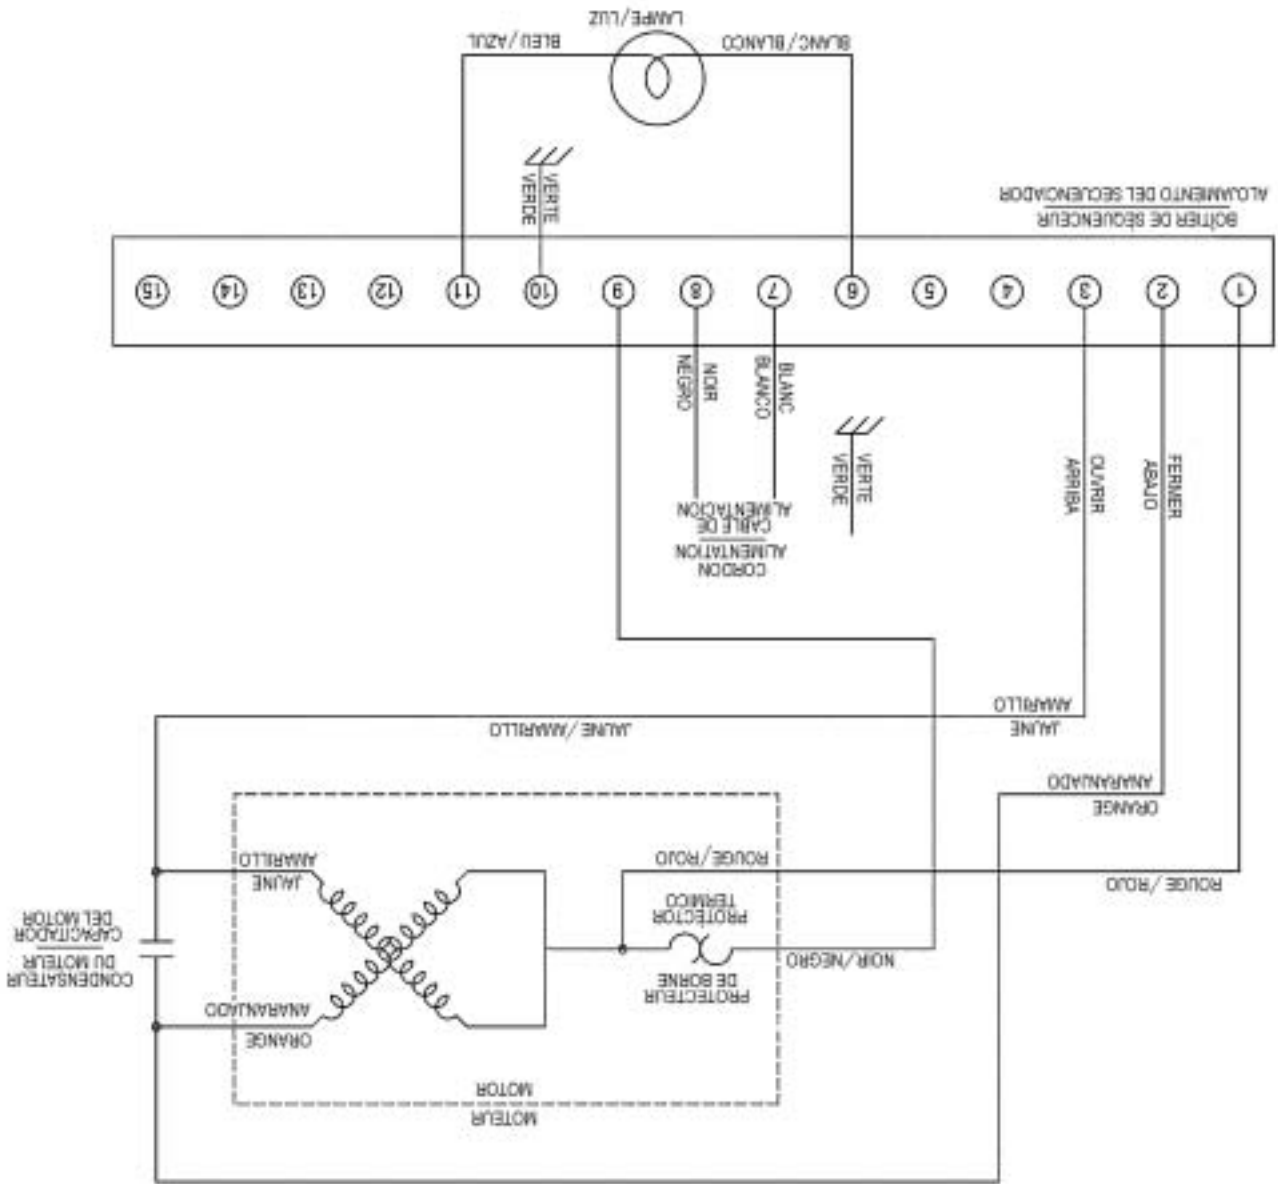 MOTEUR
MOTOR
ORANGE
ANARANJADO
PROTECTEUR
DE BORNE
CONDENSATEUR
DU MOTEUR
CAPACITADOR
DEL MOTOR
NOIR/NEGRO
PROTECTOR
TERMICO
ROUGE/ROJO
ROUGE/ROJO
JAUNE
AMARILLO
ORANGE
ANARANJADO
JAUNE
AMARILLO
JAUNE/AMARILLO
CORDON
ALIMENTATION
CABLE DE
ALIMENTACION
FERMER
ABAJO
OUVRIR
ARRIBA
VERTE
VERDE
BLANC
BLANCO
NOIR
NEGRO
1 2 3 4 5 6 7 8 9 10 11 12 13 14 15
BOÎTIER DE SÉQUENCEUR
ALOJAMIENTO DEL SECUENCIADOR
VERTE
VERDE
BLANC/BLANCO
BLEU/AZUL
LAMPE/LUZ